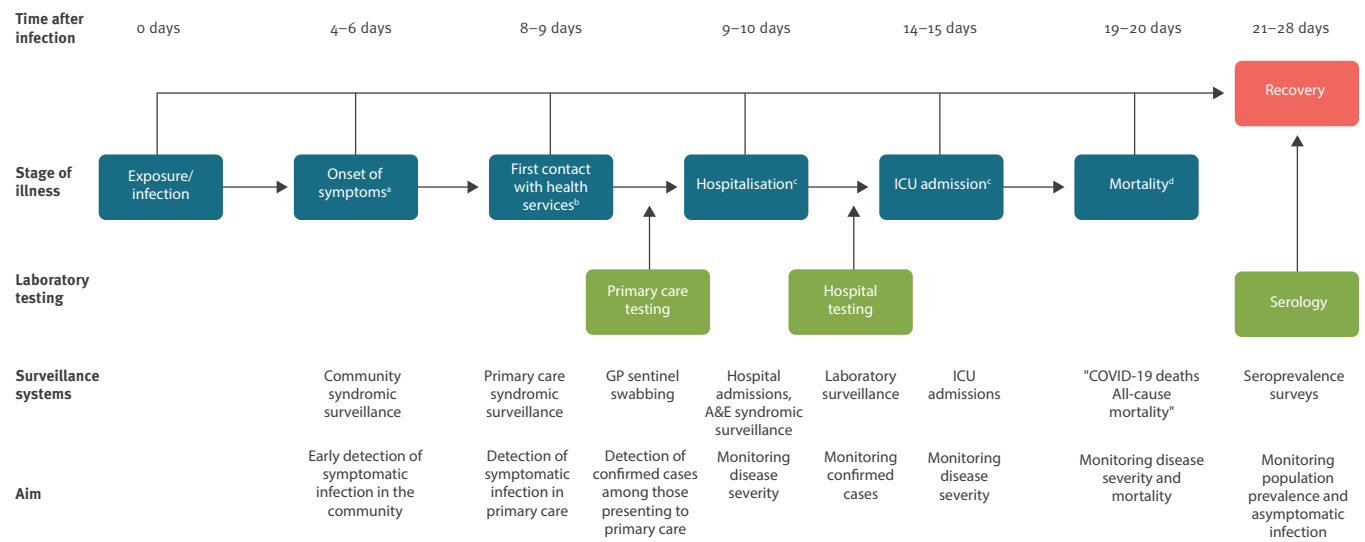 Time after
infection
0 days
4–6 days
8–9 days
9–10 days
14–15 days
19–20 days
21–28 days
Recovery
Stage of
illness
Exposure/
infection
Onset of
symptomsᵃ
First contact
with health
servicesᵇ
Hospitalisationᶜ
ICU admissionᶜ
Mortalityᵈ
Laboratory
testing
Primary care
testing
Hospital
testing
Serology
Surveillance
systems
Community
syndromic
surveillance
Primary care
syndromic
surveillance
GP sentinel
swabbing
Hospital
admissions,
A&E syndromic
surveillance
Laboratory
surveillance
ICU
admissions
"COVID-19 deaths
All-cause
mortality"
Seroprevalence
surveys
Aim
Early detection of
symptomatic
infection in the
community
Detection of
symptomatic
infection in
primary care
Detection of
confirmed cases
among those
presenting to
primary care
Monitoring
disease
severity
Monitoring
confirmed
cases
Monitoring
disease
severity
Monitoring disease
severity and
mortality
Monitoring
population
prevalence and
asymptomatic
infection